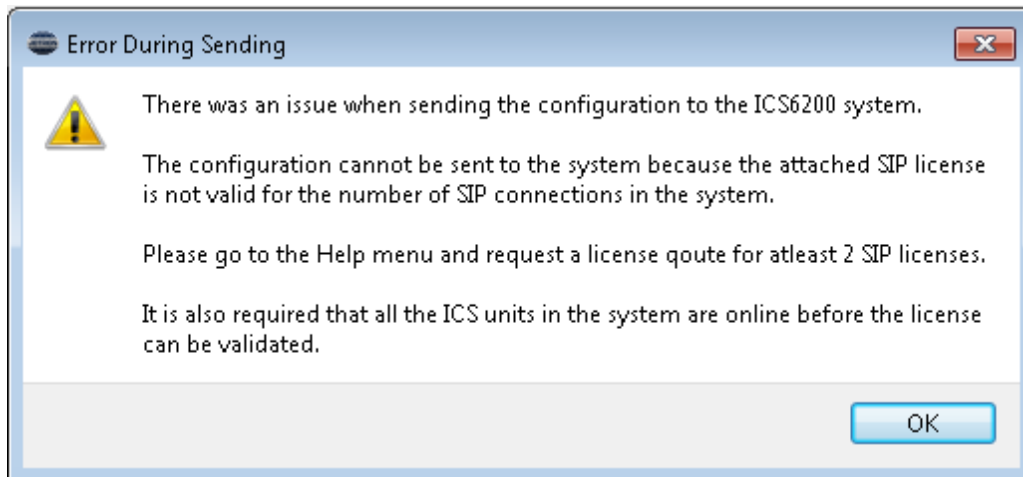 Error During Sending
There was an issue when sending the configuration to the ICS6200 system.
The configuration cannot be sent to the system because the attached SIP license
is not valid for the number of SIP connections in the system.
Please go to the Help menu and request a license qoute for atleast 2 SIP licenses.
It is also required that all the ICS units in the system are online before the license
can be validated.
OK